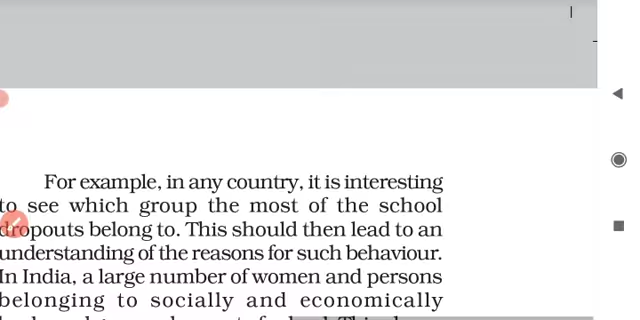 For example, in any country, it is interesting
to see which group the most of the school
dropouts belong to. This should then lead to an
understanding of the reasons for such behaviour.
In India, a large number of women and persons
belonging to socially and economically